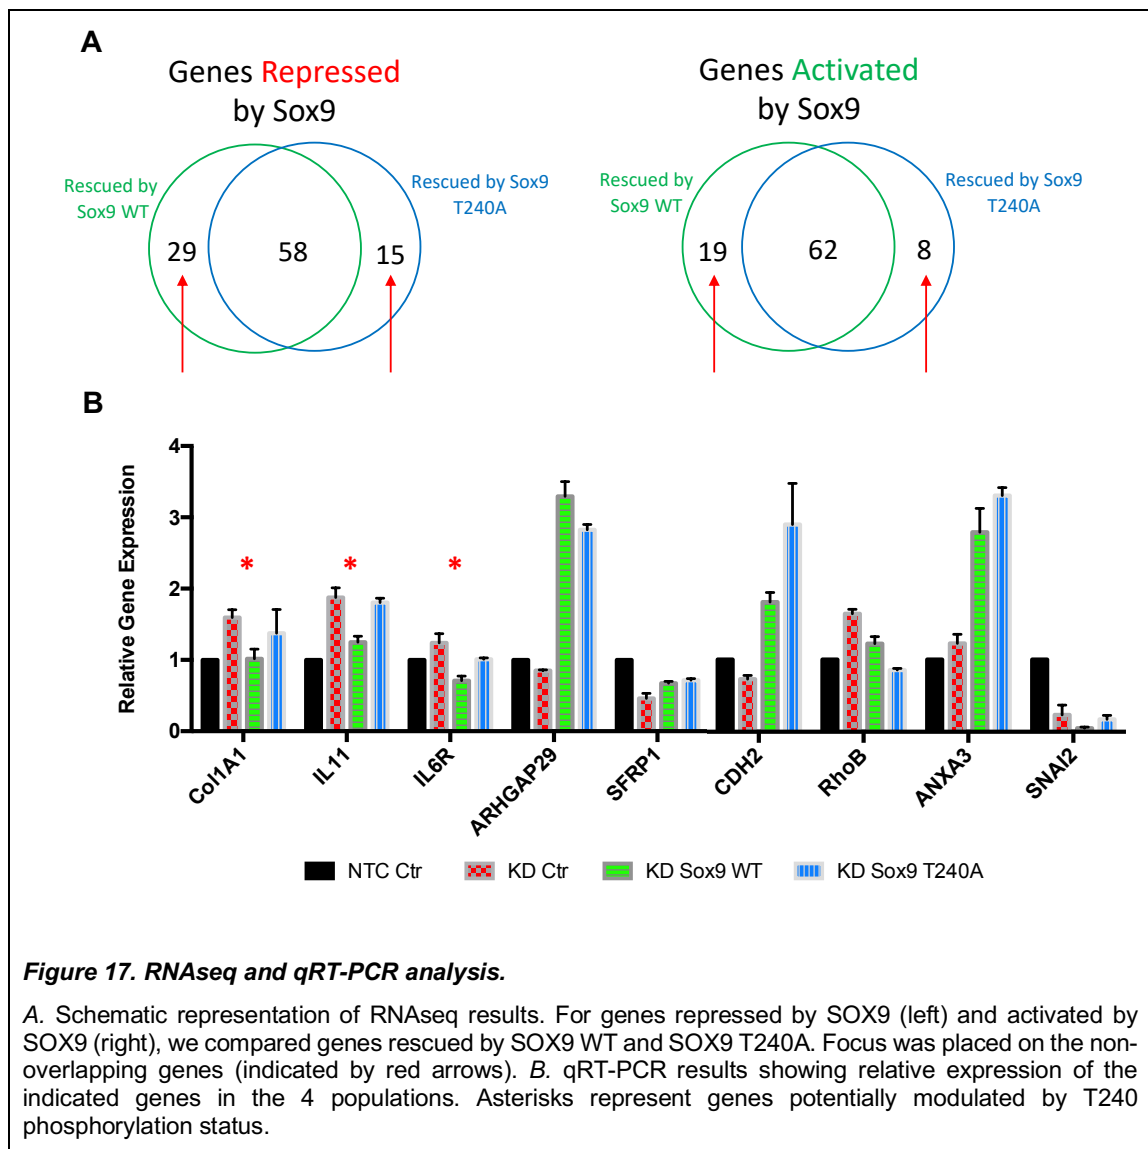 A
Genes Repressed
by Sox9
Rescued by
Sox9 WT
Rescued by Sox9
T240A
29
58
15
Genes Activated
by Sox9
Rescued by
Sox9 WT
Rescued by Sox9
T240A
19
62
8
B
Relative Gene Expression
4
3
2
1
0
* * *
Col1A1
IL11
IL6R
ARHGAP29
SFRP1
CDH2
RhoB
ANXA3
SNAI2
NTC Ctr KD Ctr KD Sox9 WT KD Sox9 T240A
Figure 17. RNAseq and qRT-PCR analysis.
A. Schematic representation of RNAseq results. For genes repressed by SOX9 (left) and activated by
SOX9 (right), we compared genes rescued by SOX9 WT and SOX9 T240A. Focus was placed on the non-
overlapping genes (indicated by red arrows). B. qRT-PCR results showing relative expression of the
indicated genes in the 4 populations. Asterisks represent genes potentially modulated by T240
phosphorylation status.